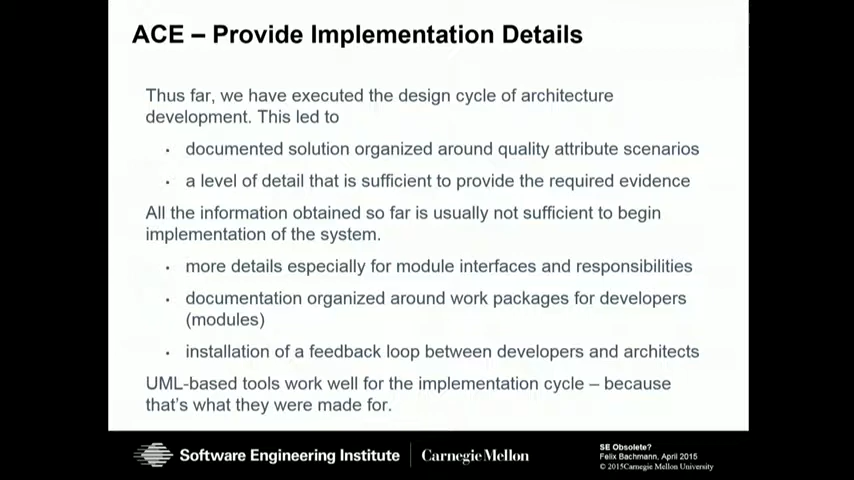 ACE – Provide Implementation Details
Thus far, we have executed the design cycle of architecture
development. This led to
· documented solution organized around quality attribute scenarios
· a level of detail that is sufficient to provide the required evidence
All the information obtained so far is usually not sufficient to begin
implementation of the system.
· more details especially for module interfaces and responsibilities
· documentation organized around work packages for developers
(modules)
· installation of a feedback loop between developers and architects
UML-based tools work well for the implementation cycle – because
that's what they were made for.
Software Engineering Institute | Carnegie Mellon
SE Obsolete?
Felix Bachmann, April 2015
© 2015Carnegie Mellon University